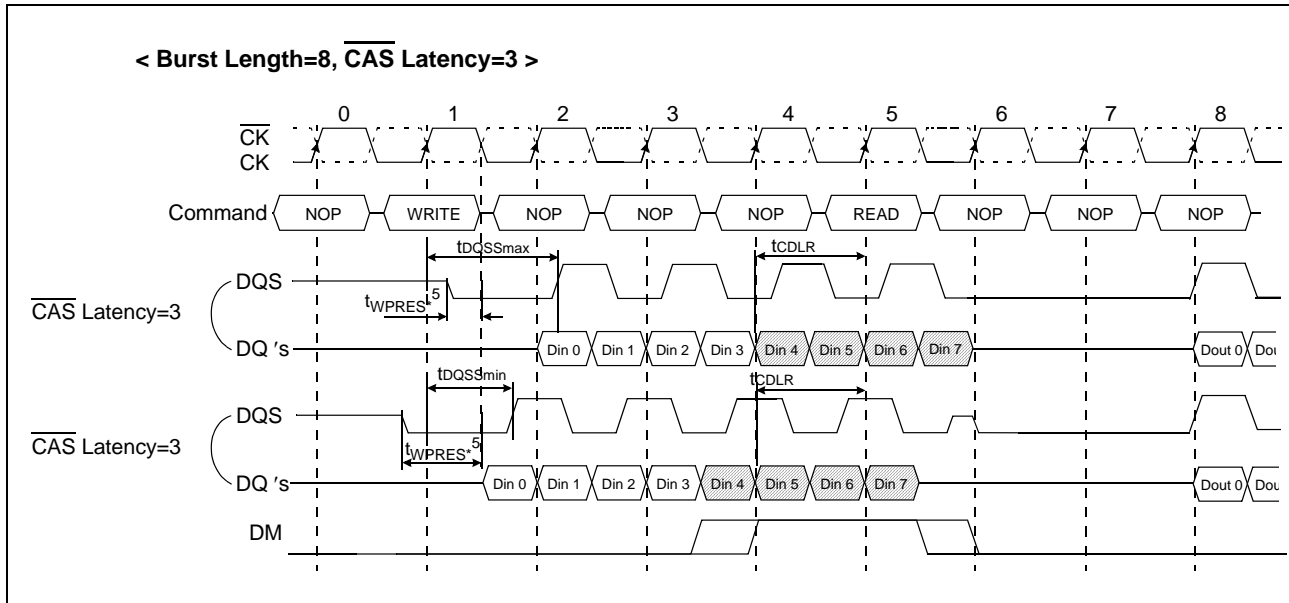 < Burst Length=8, CAS Latency=3 >
0 1 2 3 4 5 6 7 8
CK
CK
Command NOP WRITE NOP NOP NOP READ NOP NOP NOP
tDQSSmax tCDLR
DQS
tWPRES*5
CAS Latency=3
DQ 's Din 0 Din 1 Din 2 Din 3 Din 4 Din 5 Din 6 Din 7 Dout 0 Dou
tDQSSmin tCDLR
DQS
CAS Latency=3
tWPRES*5
DQ 's Din 0 Din 1 Din 2 Din 3 Din 4 Din 5 Din 6 Din 7 Dout 0 Dou
DM